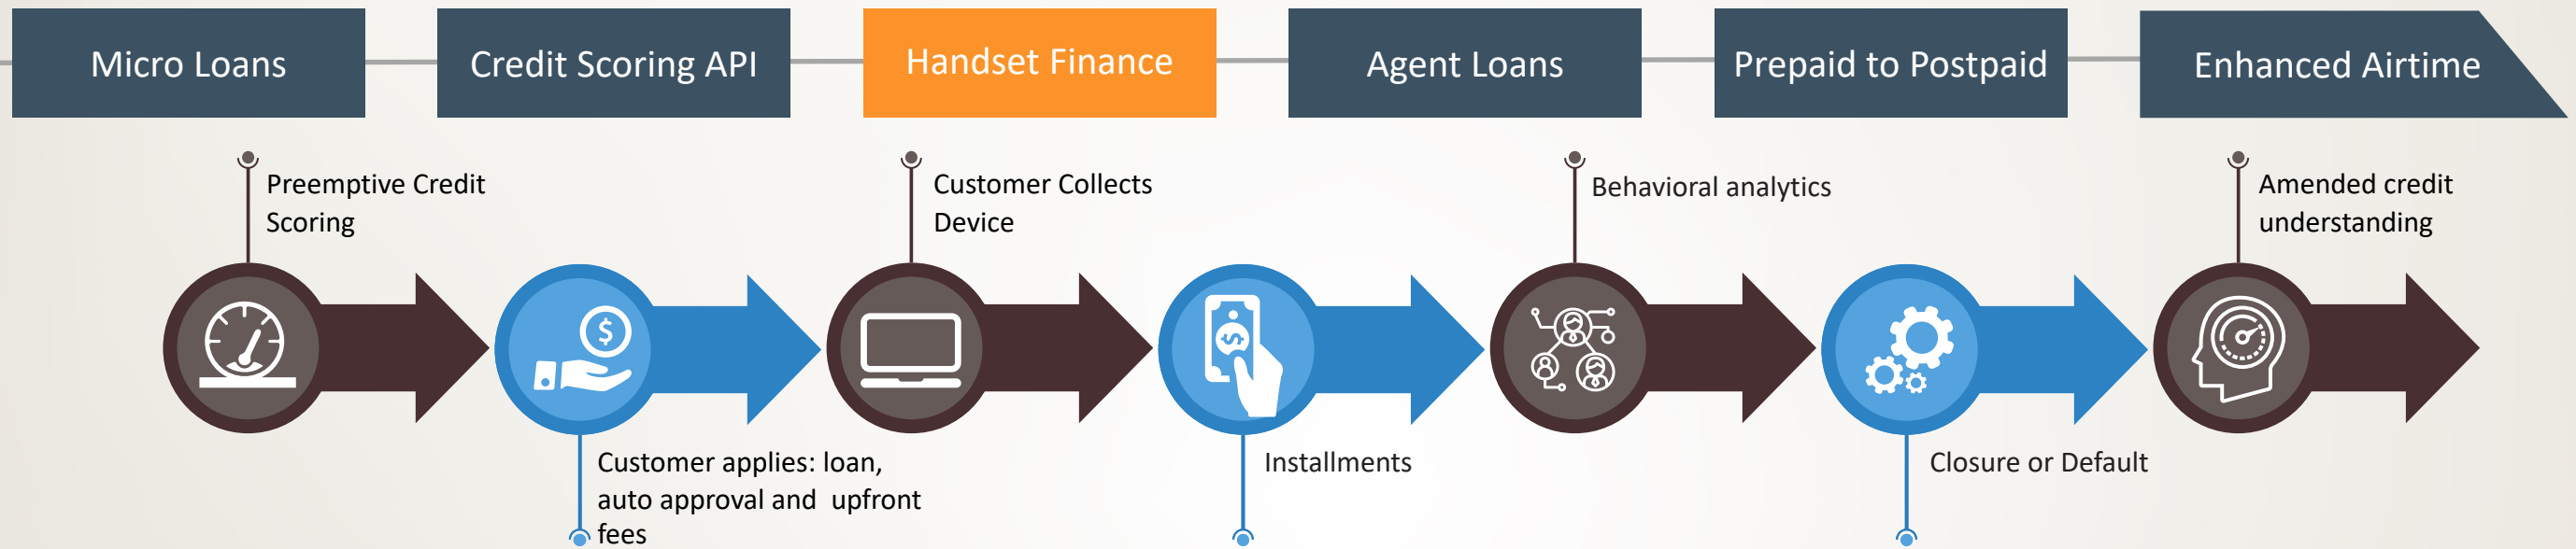 Micro Loans
Credit Scoring API
Handset Finance
Agent Loans
Prepaid to Postpaid
Enhanced Airtime
Preemptive Credit
Scoring
Customer applies: loan,
auto approval and upfront
fees
Customer Collects
Device
Installments
Behavioral analytics
Closure or Default
Amended credit
understanding